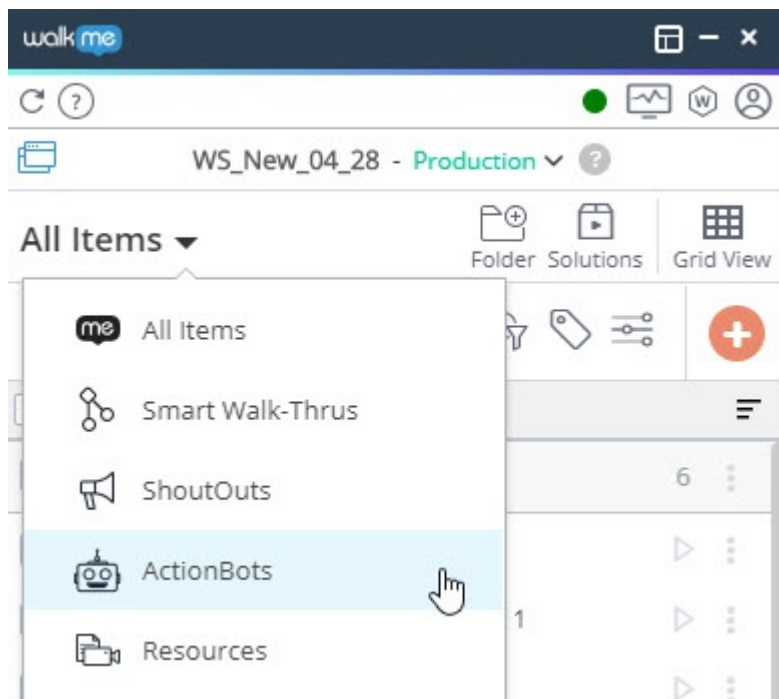 walkme
?
W
WS_New_04_28 - Production ?
All Items
Folder Solutions Grid View
me All Items
+
Smart Walk-Thrus
6
ShoutOuts
ActionBots
1
Resources